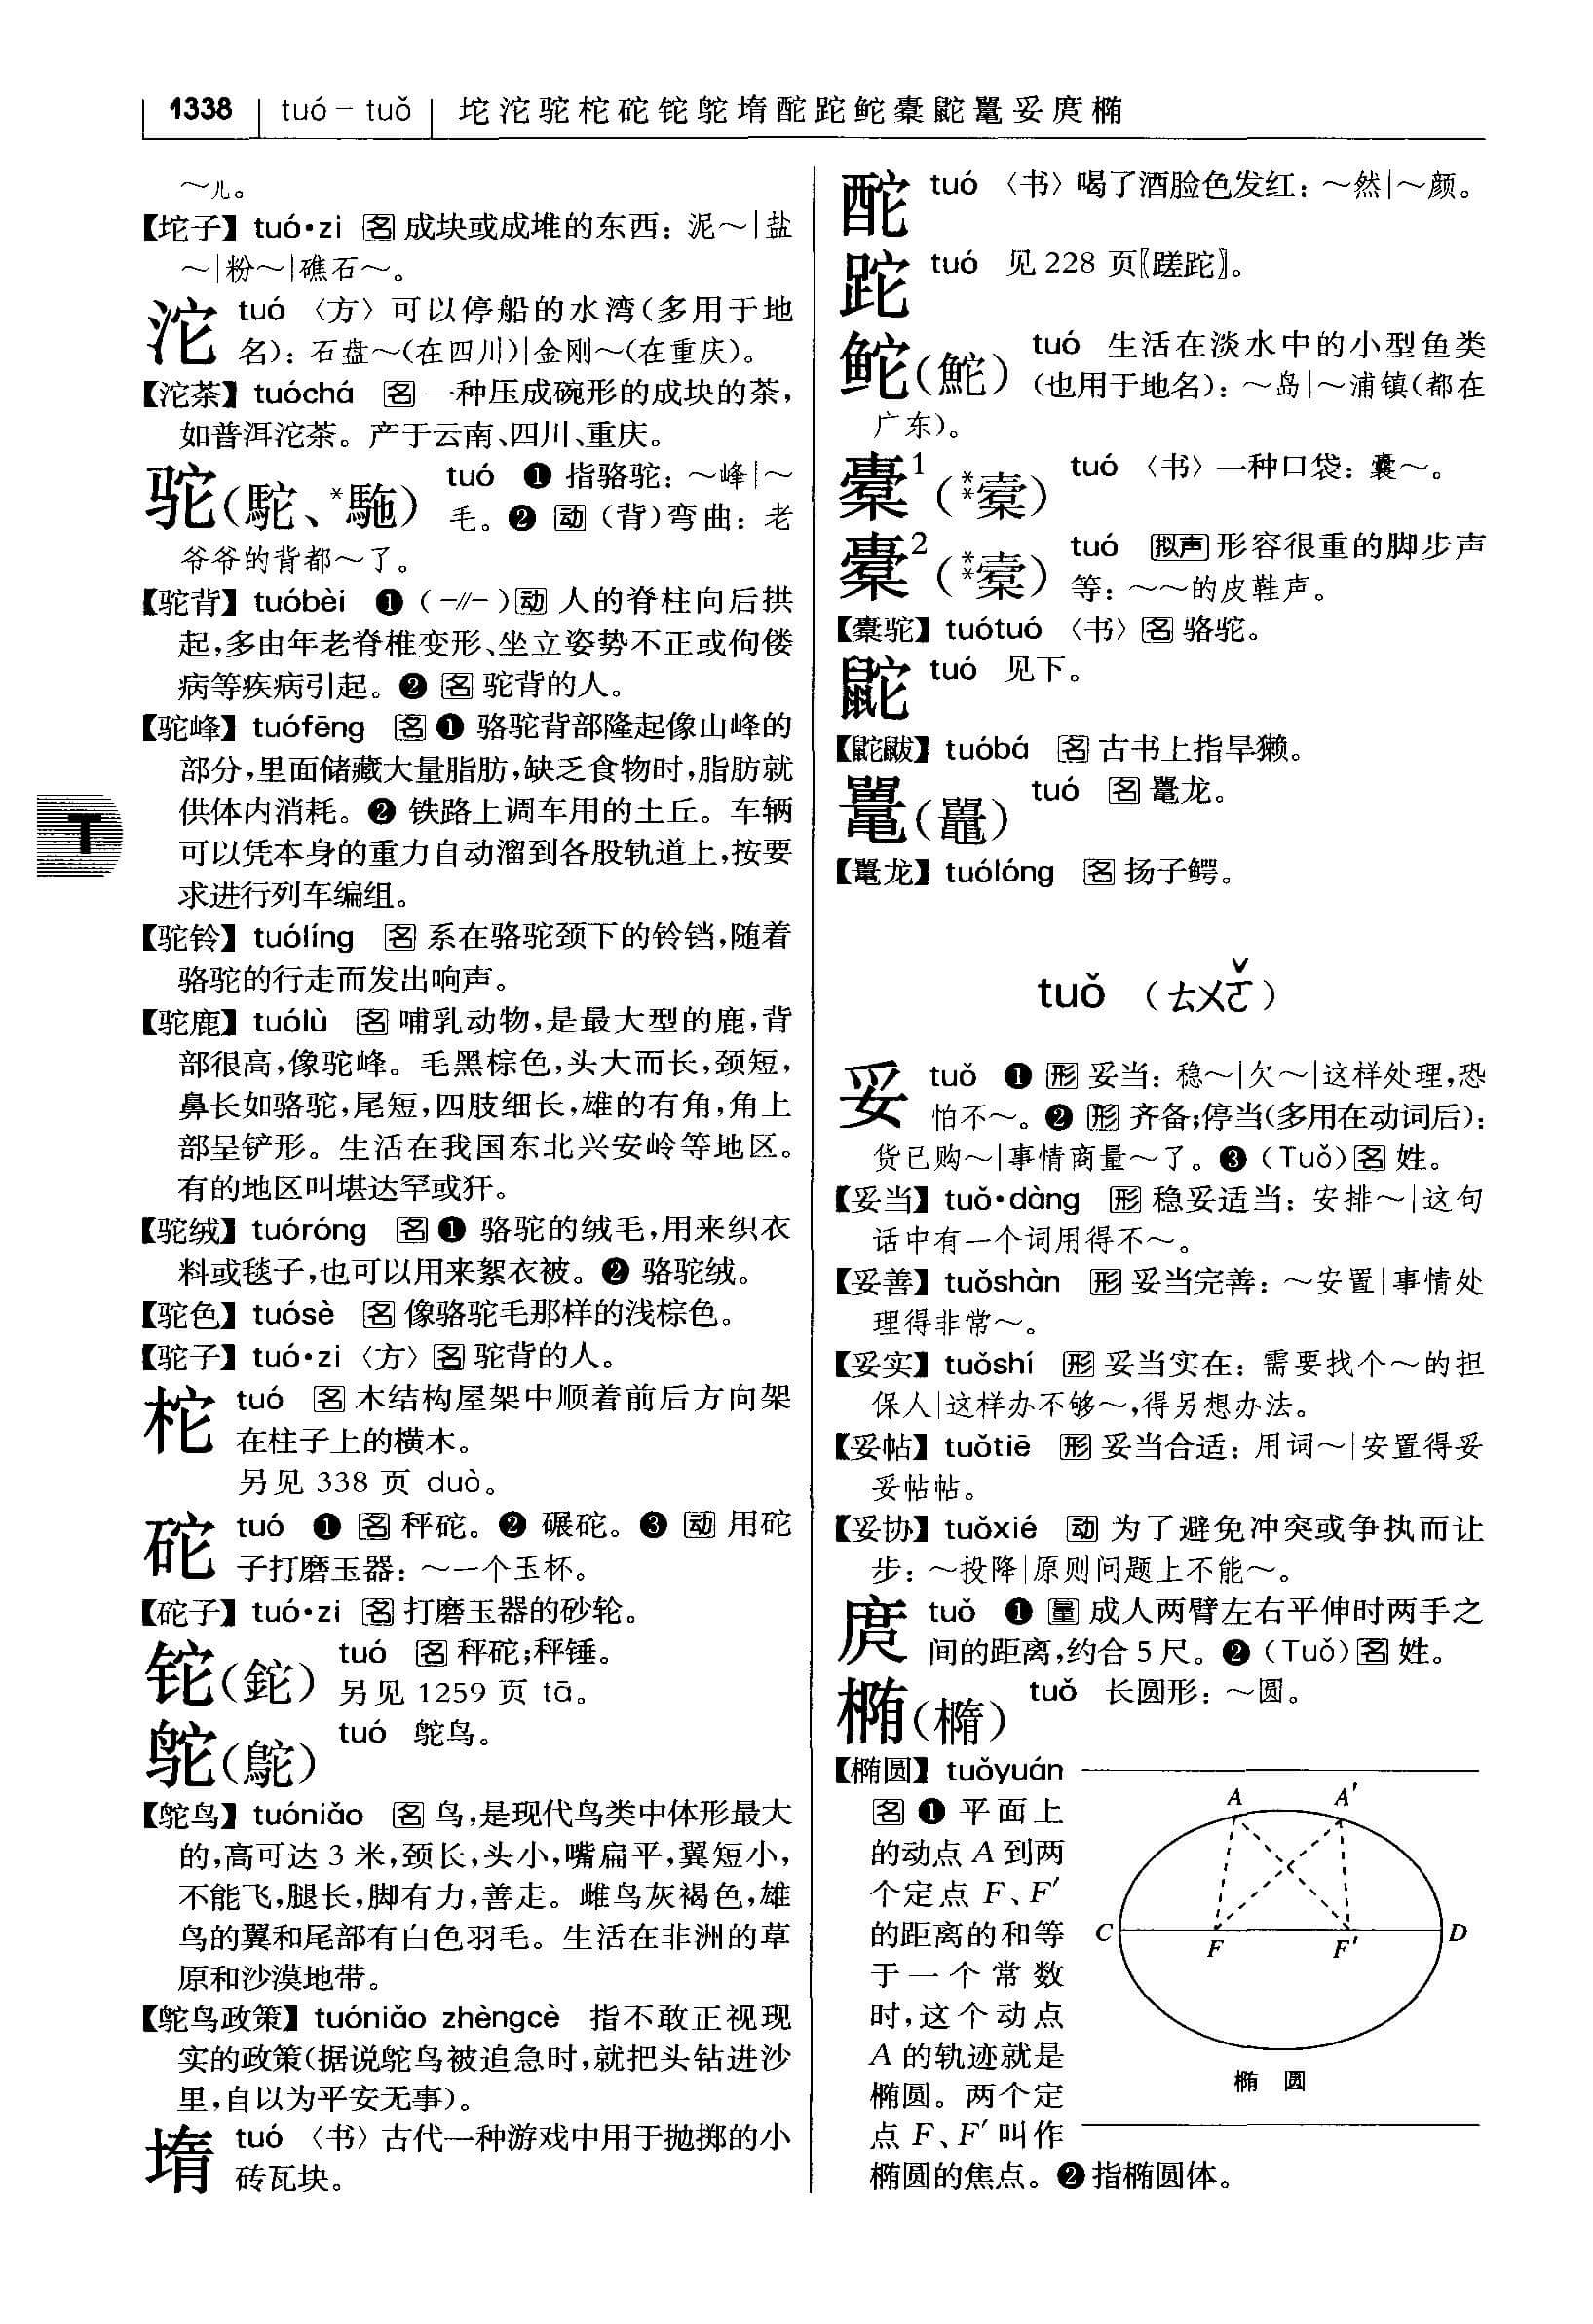 1338 tuó－tuǒ 坨沱驼柁砣铊鸵堶酡跎鮀橐鼧鼍妥庹椭
～儿。
【坨子】 tuó•zi 名 成块或成堆的东西：泥～|盐
～|粉～|礁石～。
沱 tuó 〈方〉可以停船的水湾（多用于地
名）：石盘～（在四川）|金刚～（在重庆）。
【沱茶】 tuóchá 名 一种压成碗形的成块的茶，
如普洱沱茶。产于云南、四川、重庆。
驼（駝、*駞） tuó ❶ 指骆驼：～峰|～
毛。❷ 动 （背）弯曲：老
爷爷的背都～了。
【驼背】 tuóbèi ❶（-//-）动 人的脊柱向后拱
起，多由年老脊椎变形、坐立姿势不正或佝偻
病等疾病引起。❷ 名 驼背的人。
【驼峰】 tuófēng 名 ❶ 骆驼背部隆起像山峰的
部分，里面储藏大量脂肪，缺乏食物时，脂肪就
供体内消耗。❷ 铁路上调车用的土丘。车辆
可以凭本身的重力自动溜到各股轨道上，按要
求进行列车编组。
【驼铃】 tuólíng 名 系在骆驼颈下的铃铛，随着
骆驼的行走而发出响声。
【驼鹿】 tuólù 名 哺乳动物，是最大型的鹿，背
部很高，像驼峰。毛黑棕色，头大而长，颈短，
鼻长如骆驼，尾短，四肢细长，雄的有角，角上
部呈铲形。生活在我国东北兴安岭等地区。
有的地区叫堪达罕或犴。
【驼绒】 tuóróng 名 ❶ 骆驼的绒毛，用来织衣
料或毯子，也可以用来絮衣被。❷ 骆驼绒。
【驼色】 tuósè 名 像骆驼毛那样的浅棕色。
【驼子】 tuó•zi 〈方〉名 驼背的人。
柁 tuó 名 木结构屋架中顺着前后方向架
在柱子上的横木。
另见 338 页 duò。
砣 tuó ❶ 名 秤砣。❷ 碾砣。❸ 动 用砣
子打磨玉器：～一个玉杯。
【砣子】 tuó•zi 名 打磨玉器的砂轮。
铊（鉈） tuó 名 秤砣；秤锤。
另见 1259 页 tā。
鸵（鴕） tuó 鸵鸟。
【鸵鸟】 tuóniǎo 名 鸟，是现代鸟类中体形最大
的，高可达 3 米，颈长，头小，嘴扁平，翼短小，
不能飞，腿长，脚有力，善走。雌鸟灰褐色，雄
鸟的翼和尾部有白色羽毛。生活在非洲的草
原和沙漠地带。
【鸵鸟政策】 tuóniǎo zhèngcè 指不敢正视现
实的政策（据说鸵鸟被追急时，就把头钻进沙
里，自以为平安无事）。
堶 tuó 〈书〉古代一种游戏中用于抛掷的小
砖瓦块。
T
酡 tuó 〈书〉喝了酒脸色发红：～然|～颜。
跎 tuó 见 228 页〖蹉跎〗。
鮀（鮀） tuó 生活在淡水中的小型鱼类
（也用于地名）：～岛|～浦镇（都在
广东）。
橐1（**槖） tuó 〈书〉一种口袋：囊～。
橐2（**槖） tuó 拟声 形容很重的脚步声
等：～～的皮鞋声。
【橐驼】 tuótuó 〈书〉名 骆驼。
鼧 tuó 见下。
【鼧鼥】 tuóbá 名 古书上指旱獭。
鼍（鼉） tuó 名 鼍龙。
【鼍龙】 tuólóng 名 扬子鳄。
tuǒ （ㄊㄨㄛˇ）
妥 tuǒ ❶ 形 妥当：稳～|欠～|这样处理，恐
怕不～。❷ 形 齐备；停当（多用在动词后）：
货已购～|事情商量～了。❸（Tuǒ）名 姓。
【妥当】 tuǒ•dàng 形 稳妥适当：安排～|这句
话中有一个词用得不～。
【妥善】 tuǒshàn 形 妥当完善：～安置|事情处
理得非常～。
【妥实】 tuǒshí 形 妥当实在：需要找个～的担
保人|这样办不够～，得另想办法。
【妥帖】 tuǒtiē 形 妥当合适：用词～|安置得妥
妥帖帖。
【妥协】 tuǒxié 动 为了避免冲突或争执而让
步：～投降|原则问题上不能～。
庹 tuǒ ❶ 量 成人两臂左右平伸时两手之
间的距离，约合 5 尺。❷（Tuǒ）名 姓。
椭（橢） tuǒ 长圆形：～圆。
【椭圆】 tuǒyuán
名 ❶ 平面上
的动点 A 到两
个定点 F、F′
的距离的和等
于一个常数
时，这个动点
A 的轨迹就是
椭圆。两个定
点 F、F′ 叫作
椭圆的焦点。❷ 指椭圆体。
A A′
C F F′ D
椭 圆